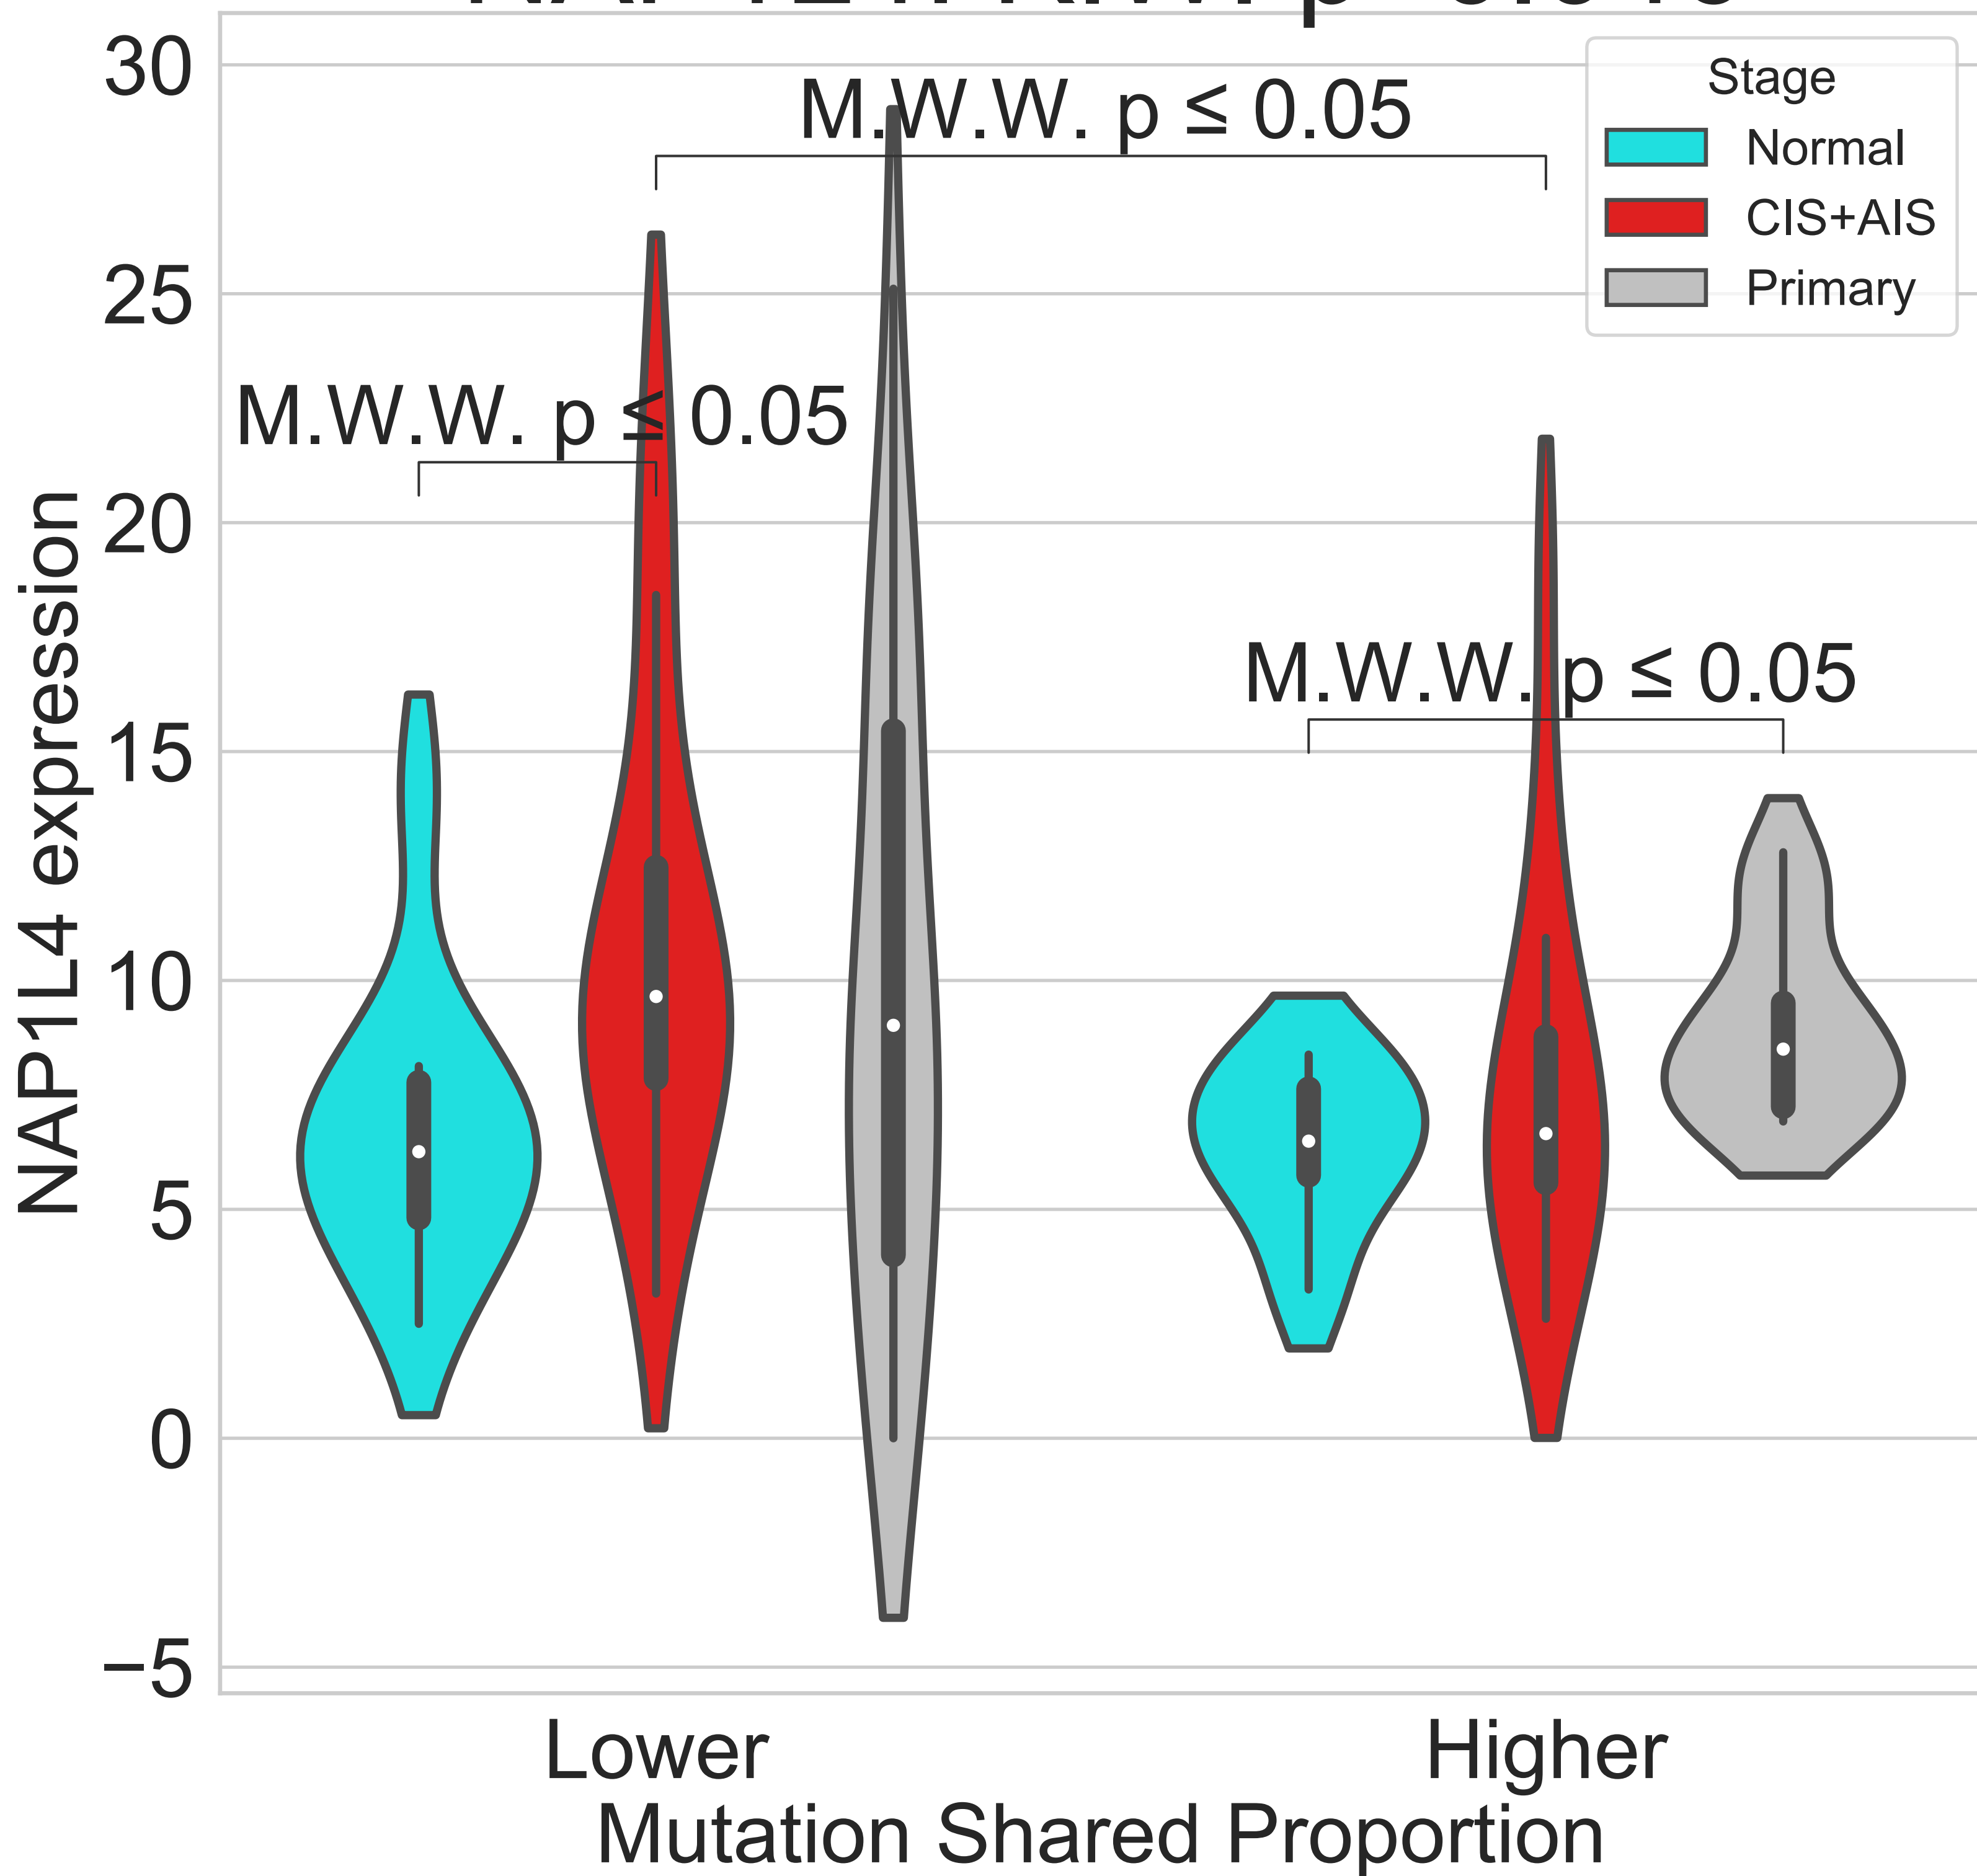 30
25
20
15
10
5
0
−5
NAP1L4 expression
M.W.W. p ≤ 0.05
M.W.W. p ≤ 0.05
M.W.W. p ≤ 0.05
Stage
Normal
CIS+AIS
Primary
Lower
Higher
Mutation Shared Proportion